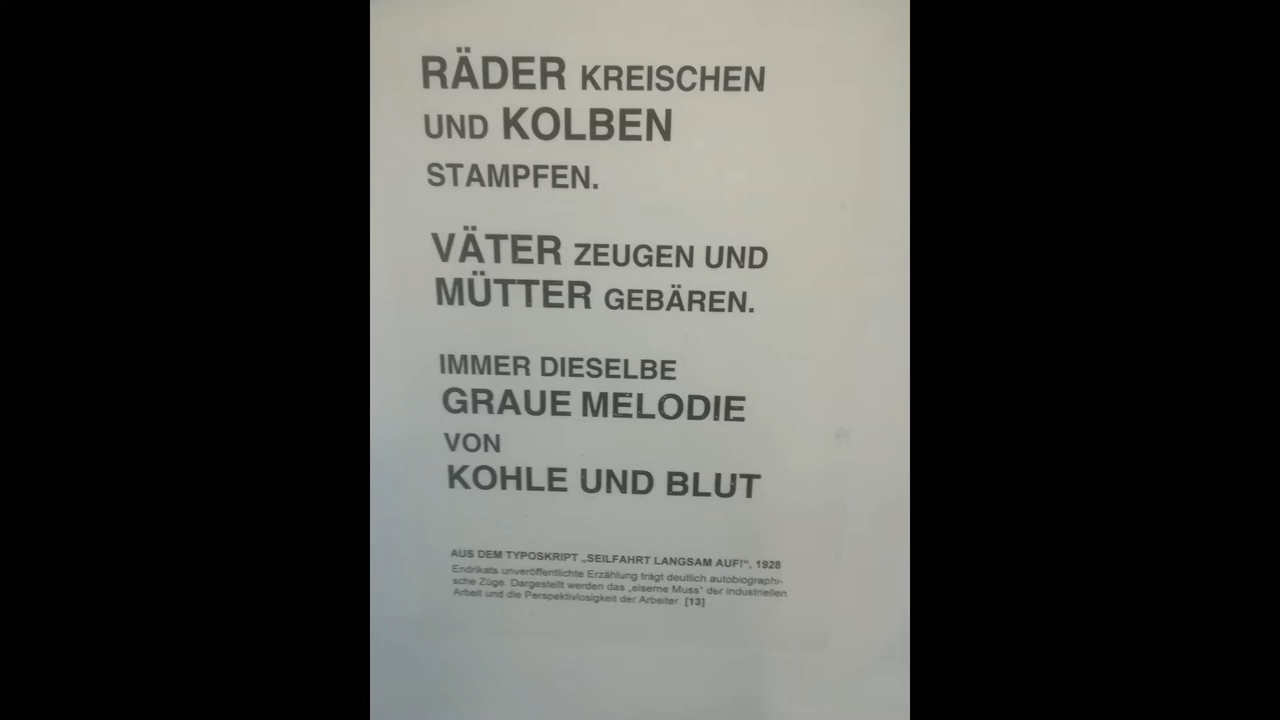 RÄDER KREISCHEN
UND KOLBEN
STAMPFEN.
VÄTER ZEUGEN UND
MÜTTER GEBÄREN.
IMMER DIESELBE
GRAUE MELODIE
VON
KOHLE UND BLUT
AUS DEM TYPOSKRIPT „SEILFAHRT LANGSAM AUF!“, 1928
Endrikats unveröffentlichte Erzählung trägt deutlich autobiographi-
sche Züge. Dargestellt werden das „eiserne Muss“ der industriellen
Arbeit und die Perspektivlosigkeit der Arbeiter [13]